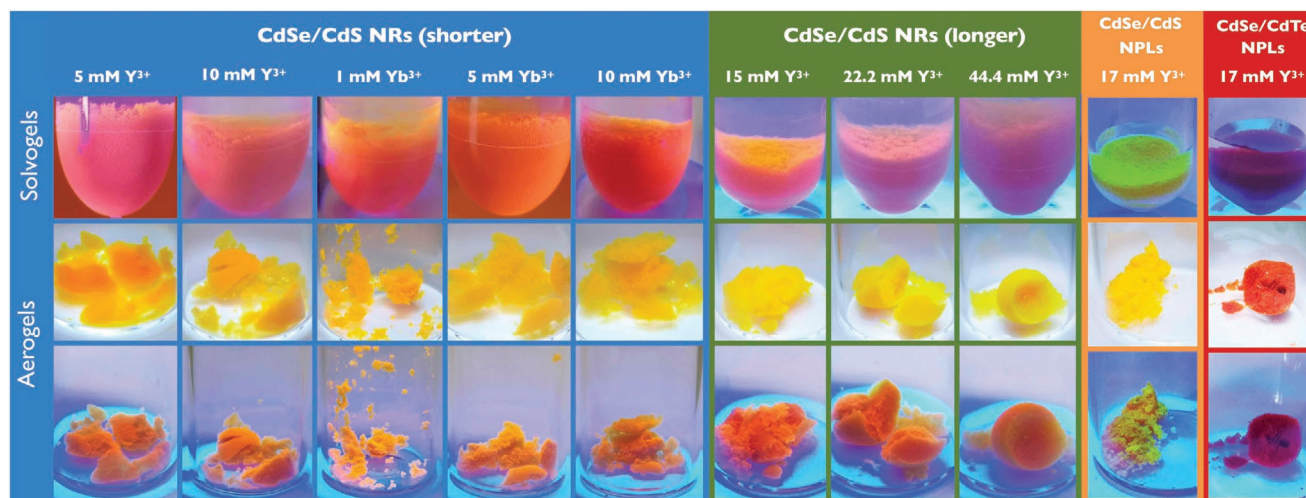 CdSe/CdS NRs (shorter)
CdSe/CdS NRs (longer)
CdSe/CdS
NPLs
CdSe/CdTe
NPLs
5 mM Y³⁺
10 mM Y³⁺
1 mM Yb³⁺
5 mM Yb³⁺
10 mM Yb³⁺
15 mM Y³⁺
22.2 mM Y³⁺
44.4 mM Y³⁺
17 mM Y³⁺
17 mM Y³⁺
Solvogels
Aerogels